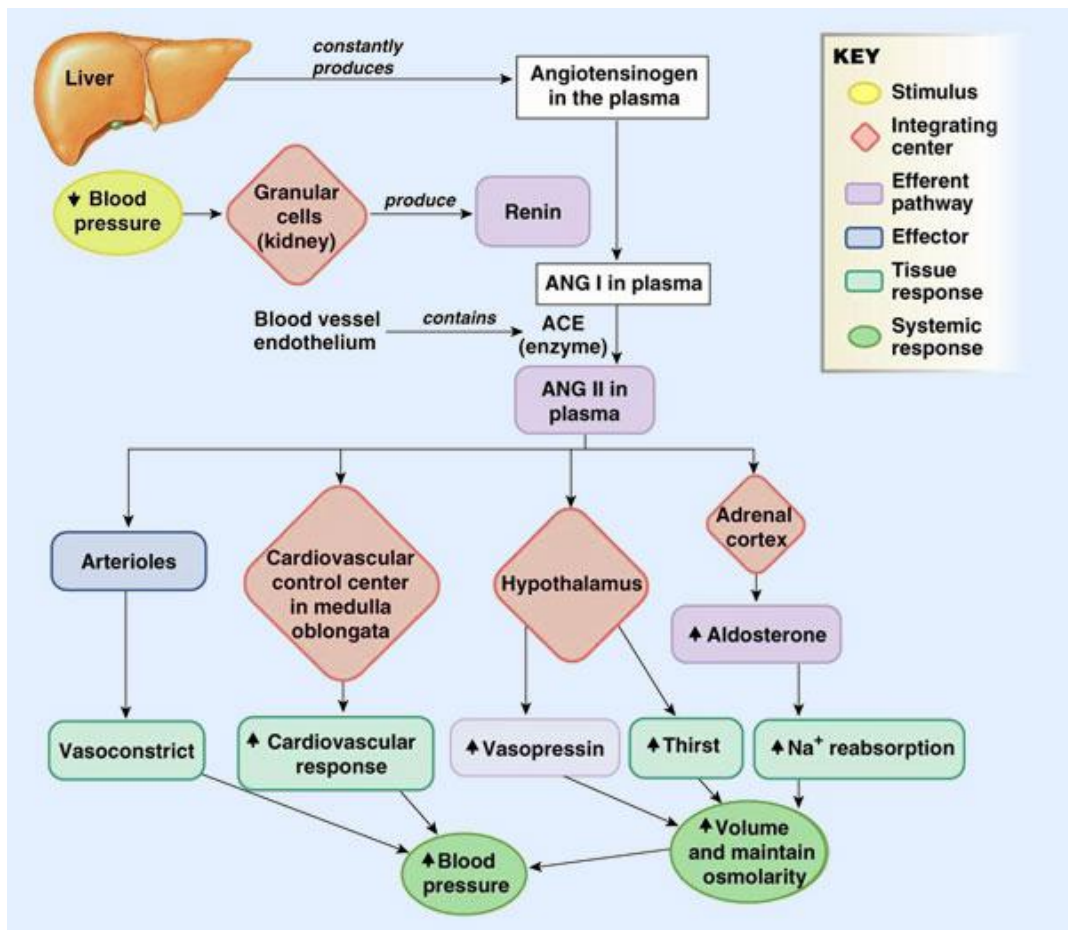 Liver
constantly
produces
Angiotensinogen
in the plasma
KEY
Stimulus
Integrating
center
Efferent
pathway
Effector
Tissue
response
Systemic
response
Blood
pressure
Granular
cells
(kidney)
produce
Renin
ANG I in plasma
Blood vessel
endothelium
contains
ACE
(enzyme)
ANG II in
plasma
Arterioles
Cardiovascular
control center
in medulla
oblongata
Hypothalamus
Adrenal
cortex
Aldosterone
Vasoconstrict
Cardiovascular
response
Vasopressin
Thirst
Na+ reabsorption
Blood
pressure
Volume
and maintain
osmolarity